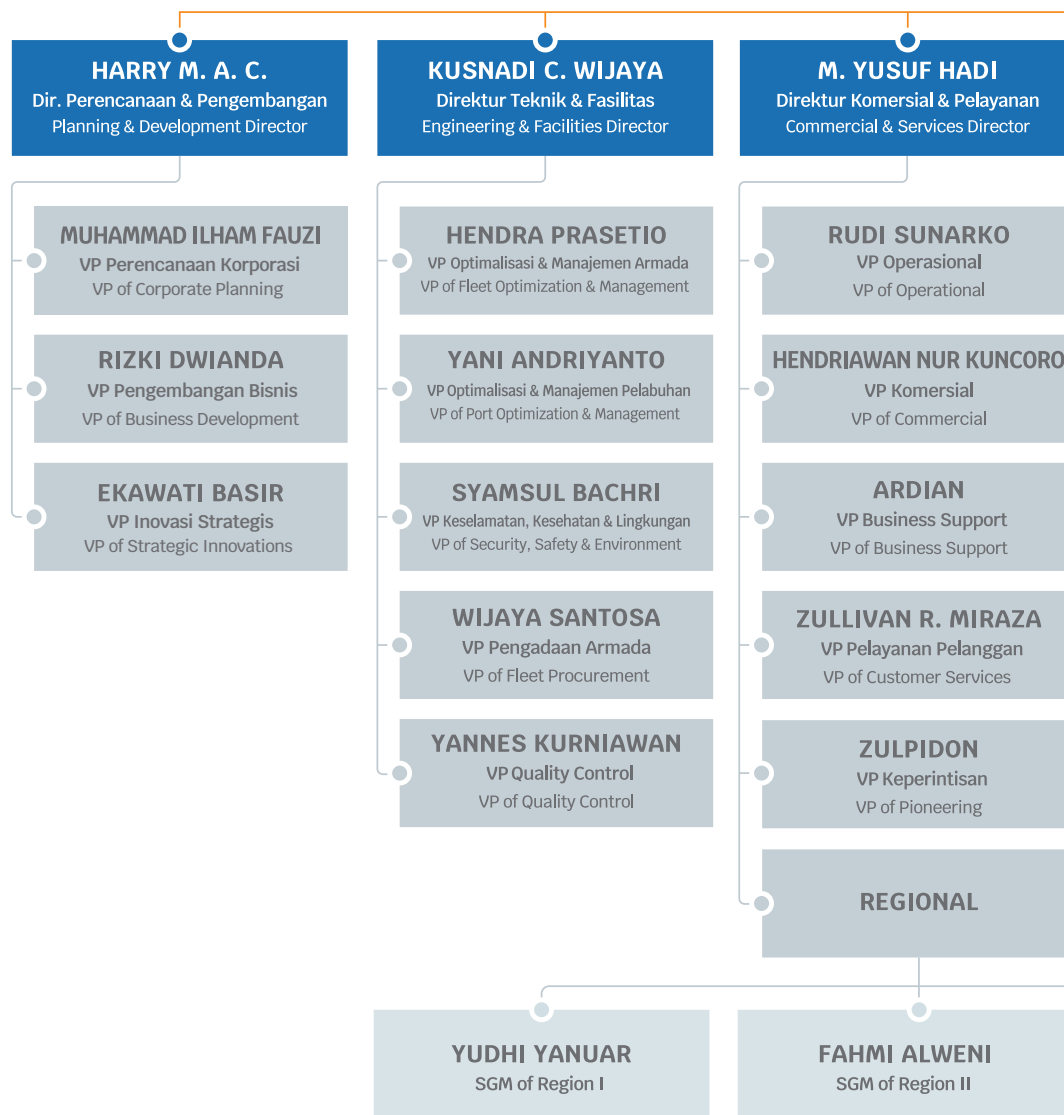 HARRY M. A. C.
Dir. Perencanaan & Pengembangan
Planning & Development Director
MUHAMMAD ILHAM FAUZI
VP Perencanaan Korporasi
VP of Corporate Planning
RIZKI DWIANDA
VP Pengembangan Bisnis
VP of Business Development
EKAWATI BASIR
VP Inovasi Strategis
VP of Strategic Innovations
KUSNADI C. WIJAYA
Direktur Teknik & Fasilitas
Engineering & Facilities Director
HENDRA PRASETIO
VP Optimalisasi & Manajemen Armada
VP of Fleet Optimization & Management
YANI ANDRIYANTO
VP Optimalisasi & Manajemen Pelabuhan
VP of Port Optimization & Management
SYAMSUL BACHRI
VP Keselamatan, Kesehatan & Lingkungan
VP of Security, Safety & Environment
WIJAYA SANTOSA
VP Pengadaan Armada
VP of Fleet Procurement
YANNES KURNIAWAN
VP Quality Control
VP of Quality Control
M. YUSUF HADI
Direktur Komersial & Pelayanan
Commercial & Services Director
RUDI SUNARKO
VP Operasional
VP of Operational
HENDRIAWAN NUR KUNCORO
VP Komersial
VP of Commercial
ARDIAN
VP Business Support
VP of Business Support
ZULLIVAN R. MIRAZA
VP Pelayanan Pelanggan
VP of Customer Services
ZULPIDON
VP Keperintisan
VP of Pioneering
REGIONAL
YUDHI YANUAR
SGM of Region I
FAHMI ALWENI
SGM of Region II